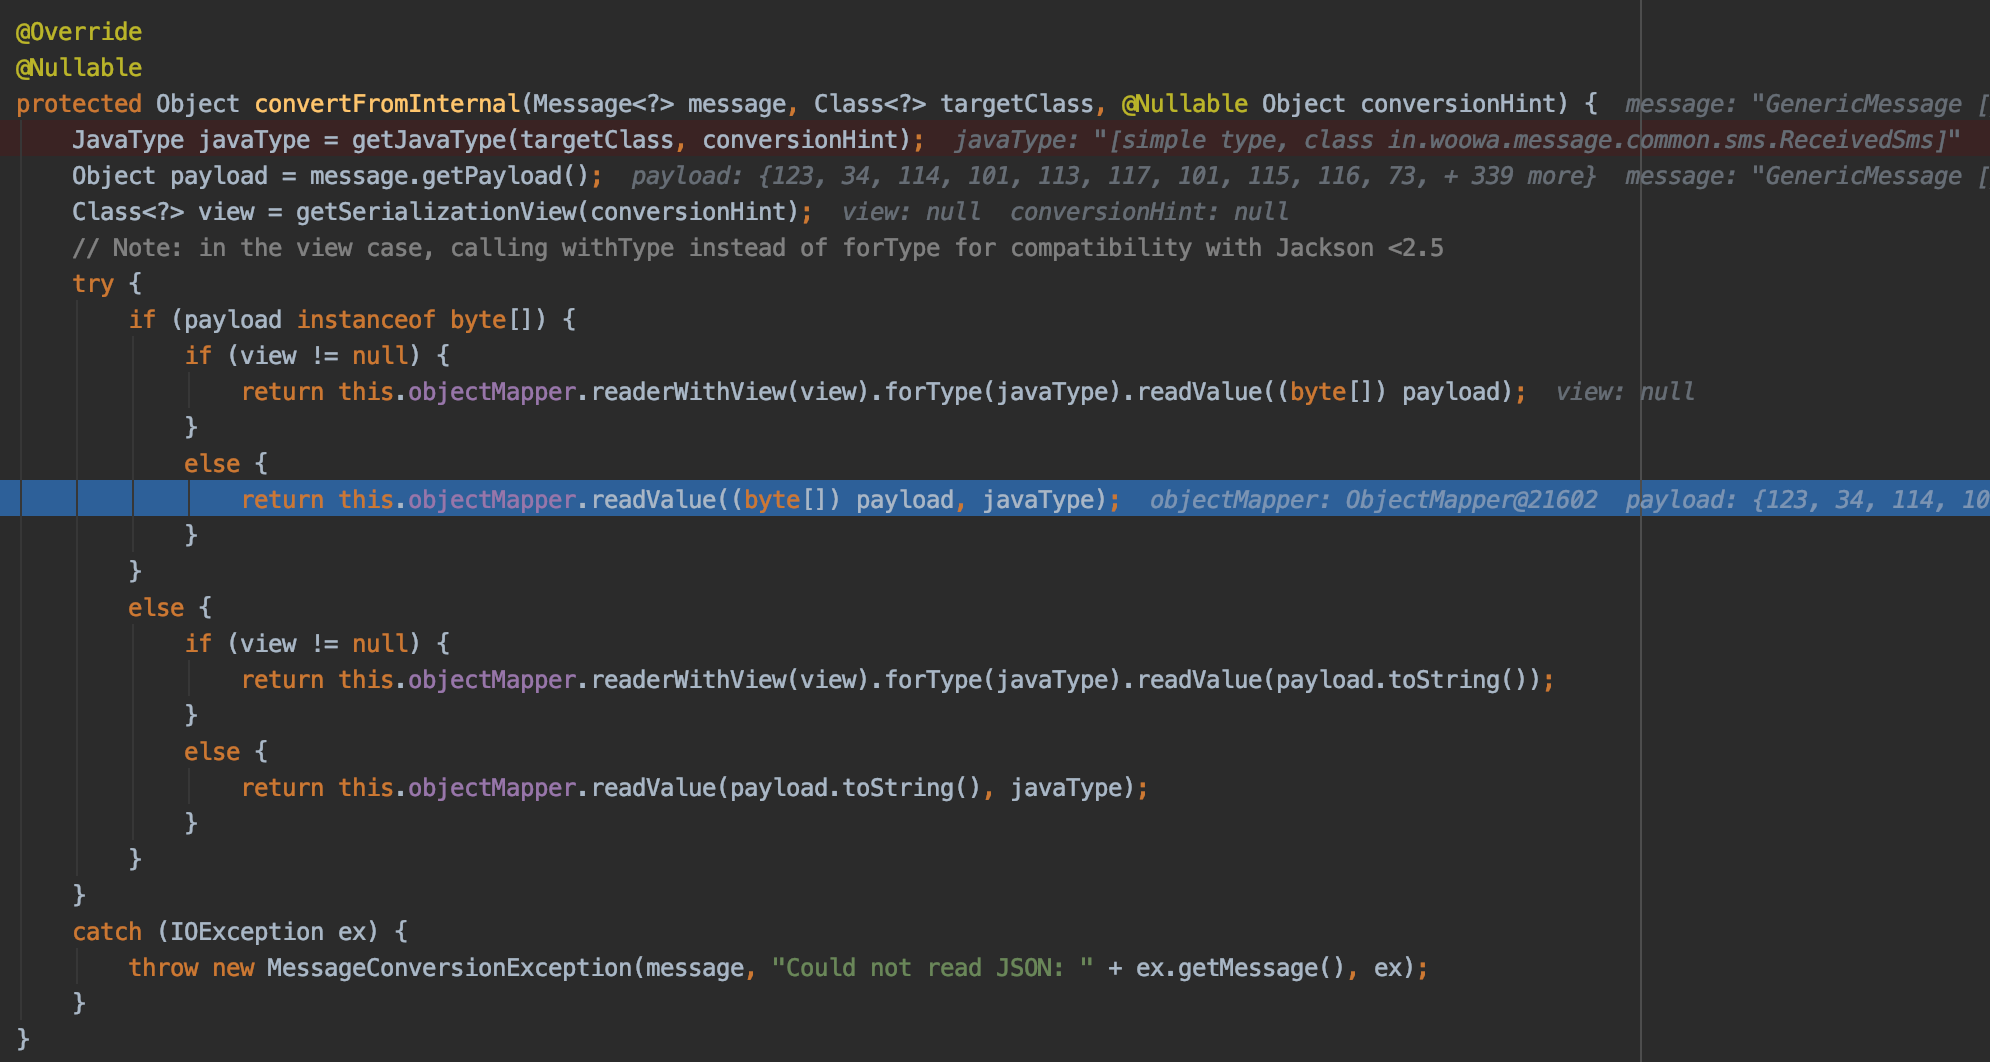 @Override
@Nullable
protected Object convertFromInternal(Message<?> message, Class<?> targetClass, @Nullable Object conversionHint) {  message: "GenericMessage [
    JavaType javaType = getJavaType(targetClass, conversionHint);  javaType: "[simple type, class in.woowa.message.common.sms.ReceivedSms]"
    Object payload = message.getPayload();  payload: {123, 34, 114, 101, 113, 117, 101, 115, 116, 73, + 339 more}  message: "GenericMessage [
    Class<?> view = getSerializationView(conversionHint);  view: null  conversionHint: null
    // Note: in the view case, calling withType instead of forType for compatibility with Jackson <2.5
    try {
        if (payload instanceof byte[]) {
            if (view != null) {
                return this.objectMapper.readerWithView(view).forType(javaType).readValue((byte[]) payload);  view: null
            }
            else {
                return this.objectMapper.readValue((byte[]) payload, javaType);  objectMapper: ObjectMapper@21602  payload: {123, 34, 114, 10
            }
        }
        else {
            if (view != null) {
                return this.objectMapper.readerWithView(view).forType(javaType).readValue(payload.toString());
            }
            else {
                return this.objectMapper.readValue(payload.toString(), javaType);
            }
        }
    }
    catch (IOException ex) {
        throw new MessageConversionException(message, "Could not read JSON: " + ex.getMessage(), ex);
    }
}